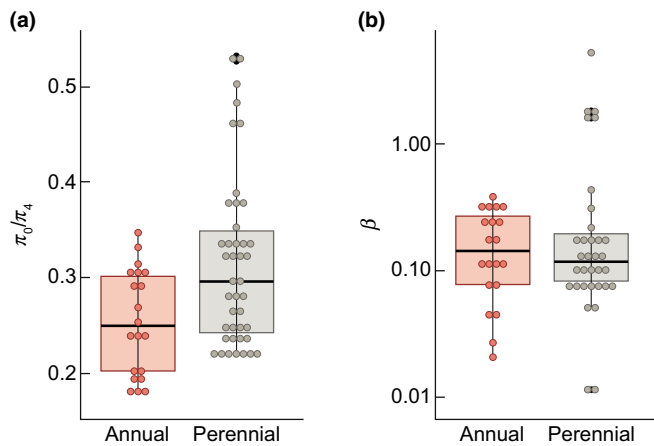 (a)
0.5
0.4
0.3
0.2
π₀/π₄
Annual Perennial
(b)
1.00
0.10
0.01
β
Annual Perennial